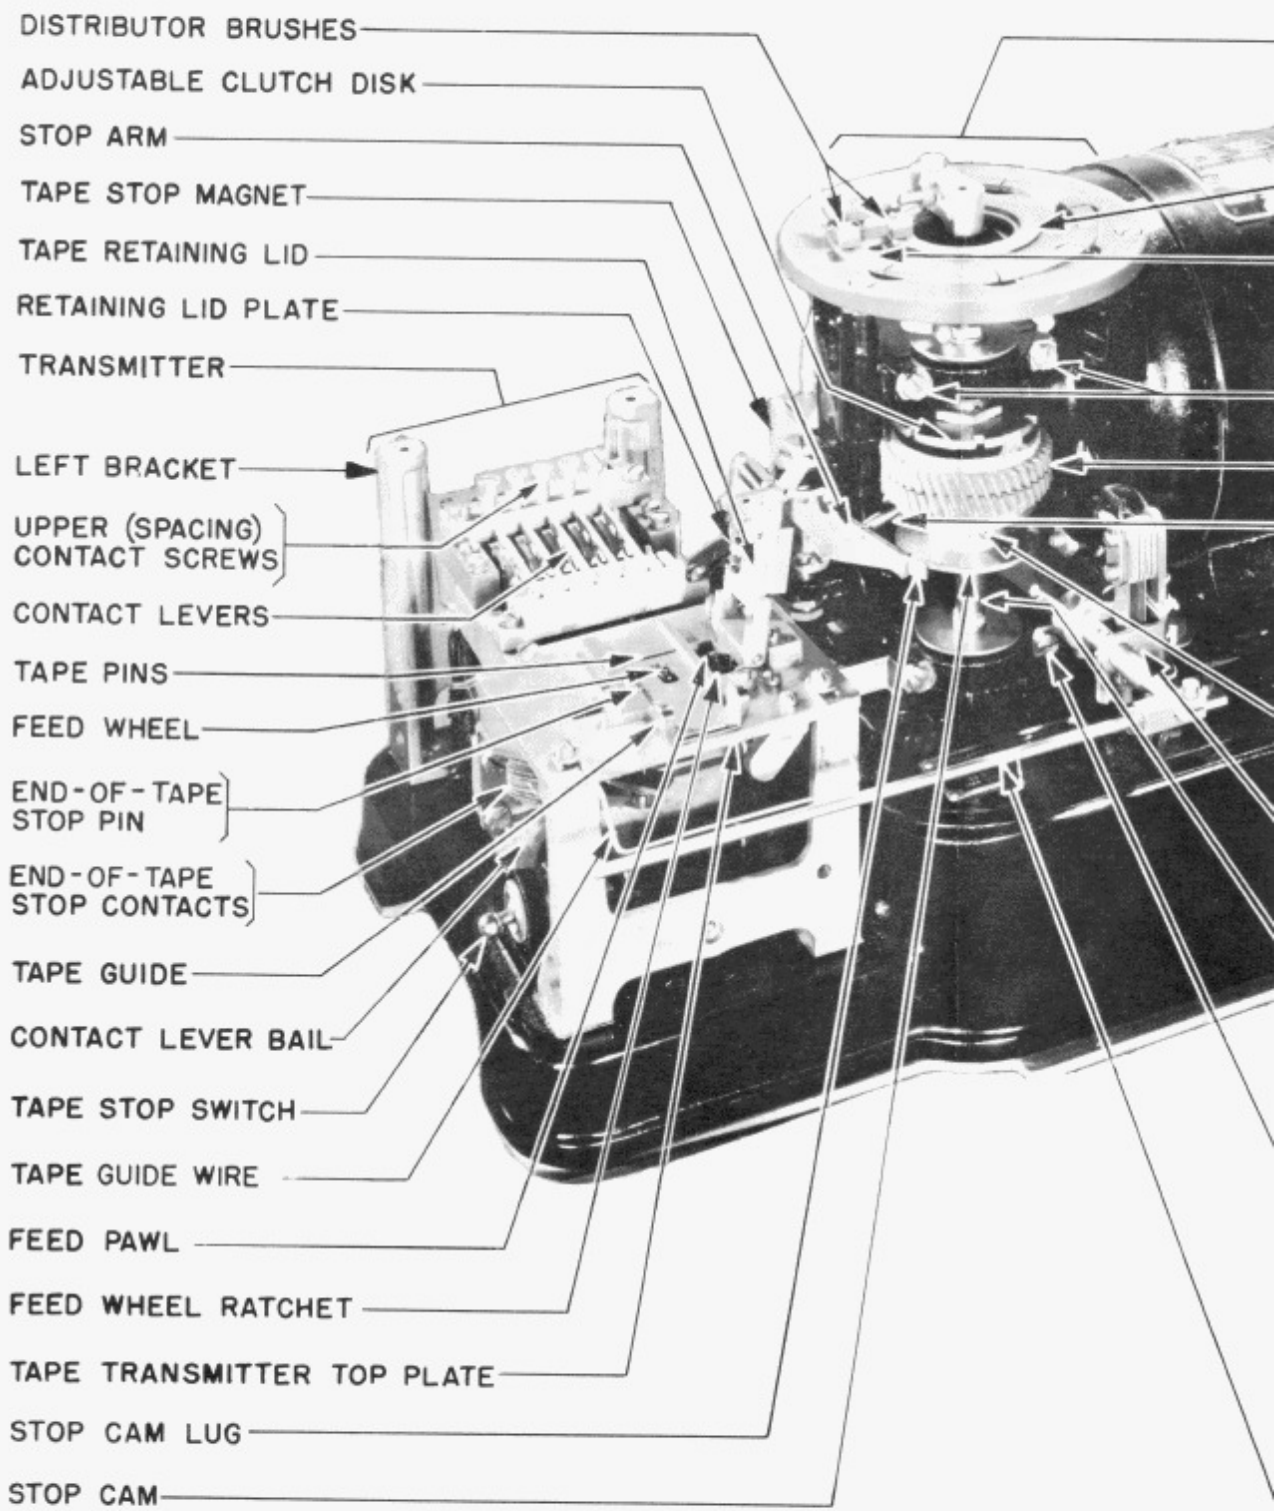 DISTRIBUTOR BRUSHES
ADJUSTABLE CLUTCH DISK
STOP ARM
TAPE STOP MAGNET
TAPE RETAINING LID
RETAINING LID PLATE
TRANSMITTER
LEFT BRACKET
UPPER (SPACING)
CONTACT SCREWS
CONTACT LEVERS
TAPE PINS
FEED WHEEL
END-OF-TAPE
STOP PIN
END-OF-TAPE
STOP CONTACTS
TAPE GUIDE
CONTACT LEVER BAIL
TAPE STOP SWITCH
TAPE GUIDE WIRE
FEED PAWL
FEED WHEEL RATCHET
TAPE TRANSMITTER TOP PLATE
STOP CAM LUG
STOP CAM